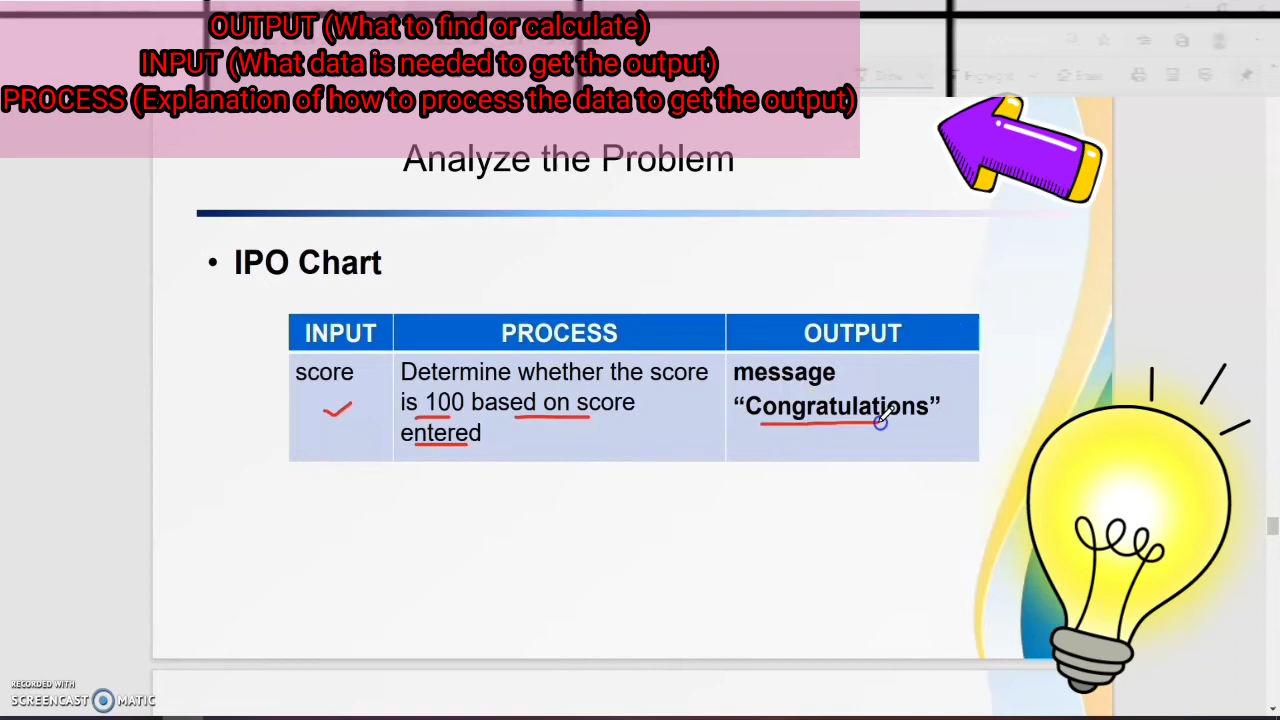 OUTPUT (What to find or calculate)
INPUT (What data is needed to get the output)
PROCESS (Explanation of how to process the data to get the output)
Analyze the Problem
• IPO Chart
INPUT PROCESS OUTPUT
score
Determine whether the score
is 100 based on score
entered
message
“Congratulations”
RECORDED WITH
SCREENCAST MATIC